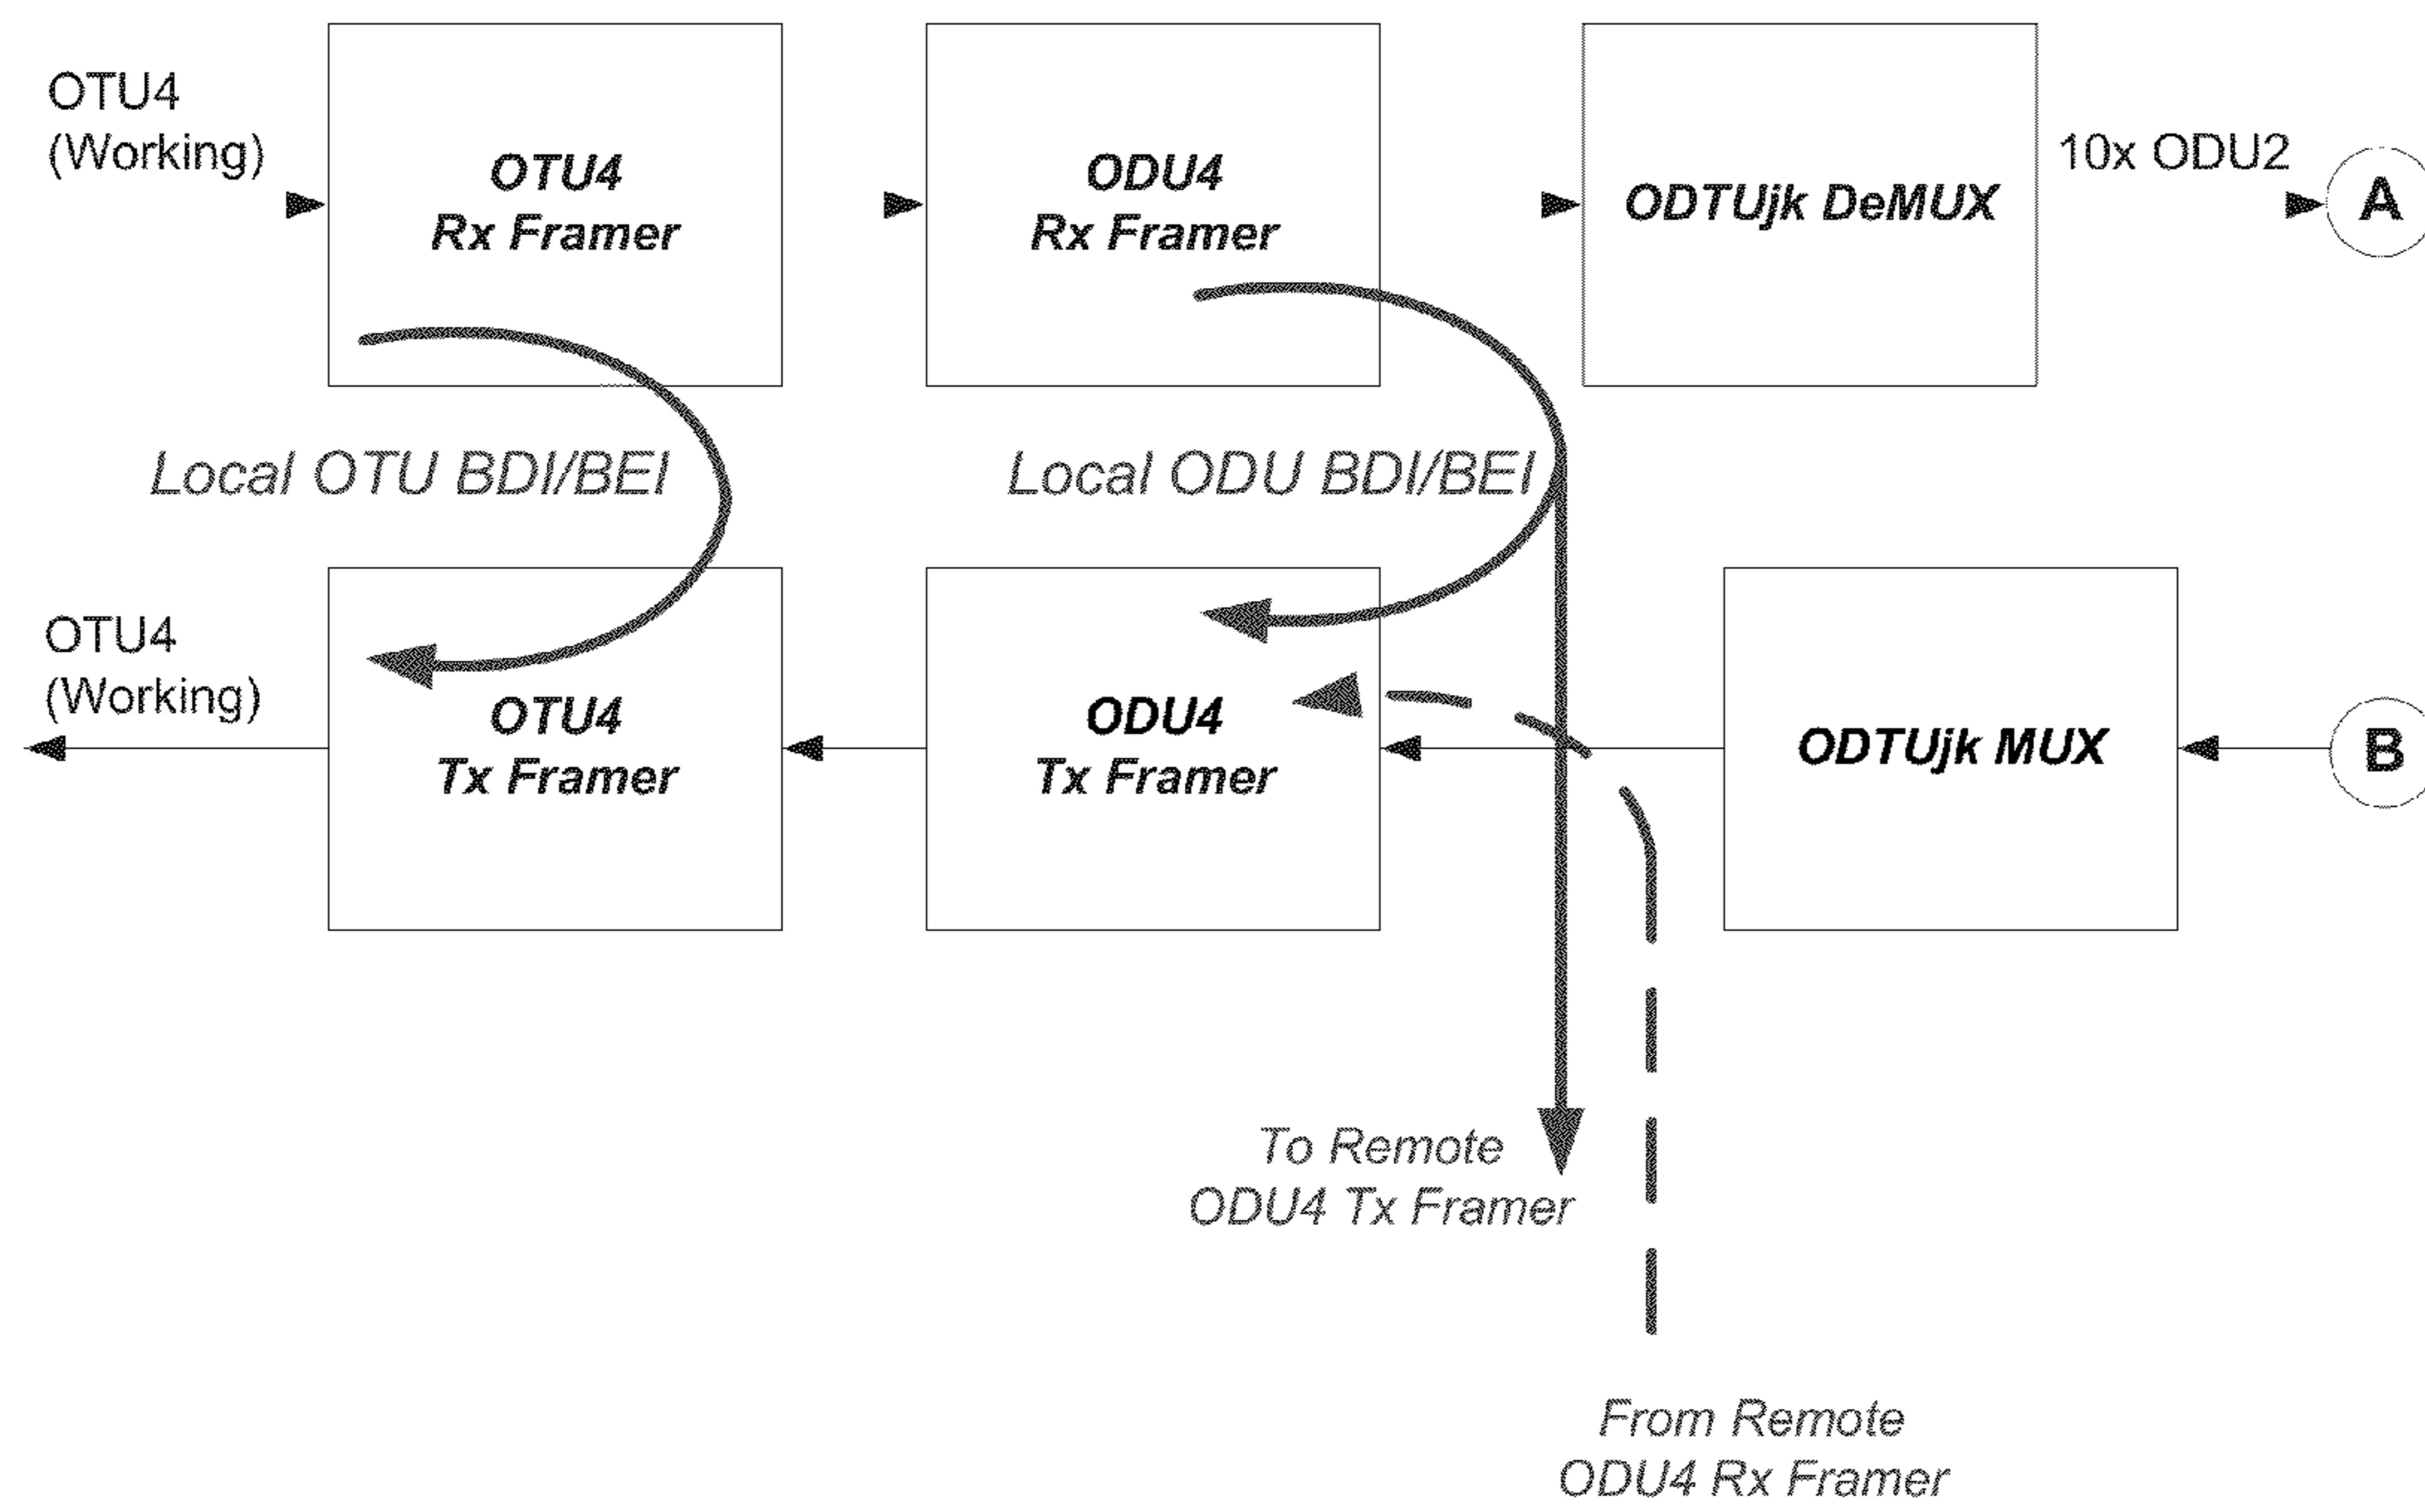 OTU4
(Working)
OTU4
Rx Framer
ODU4
Rx Framer
ODTUjk DeMUX
10x ODU2
A
Local OTU BDI/BEI
Local ODU BDI/BEI
OTU4
(Working)
OTU4
Tx Framer
ODU4
Tx Framer
ODTUjk MUX
B
To Remote
ODU4 Tx Framer
From Remote
ODU4 Rx Framer